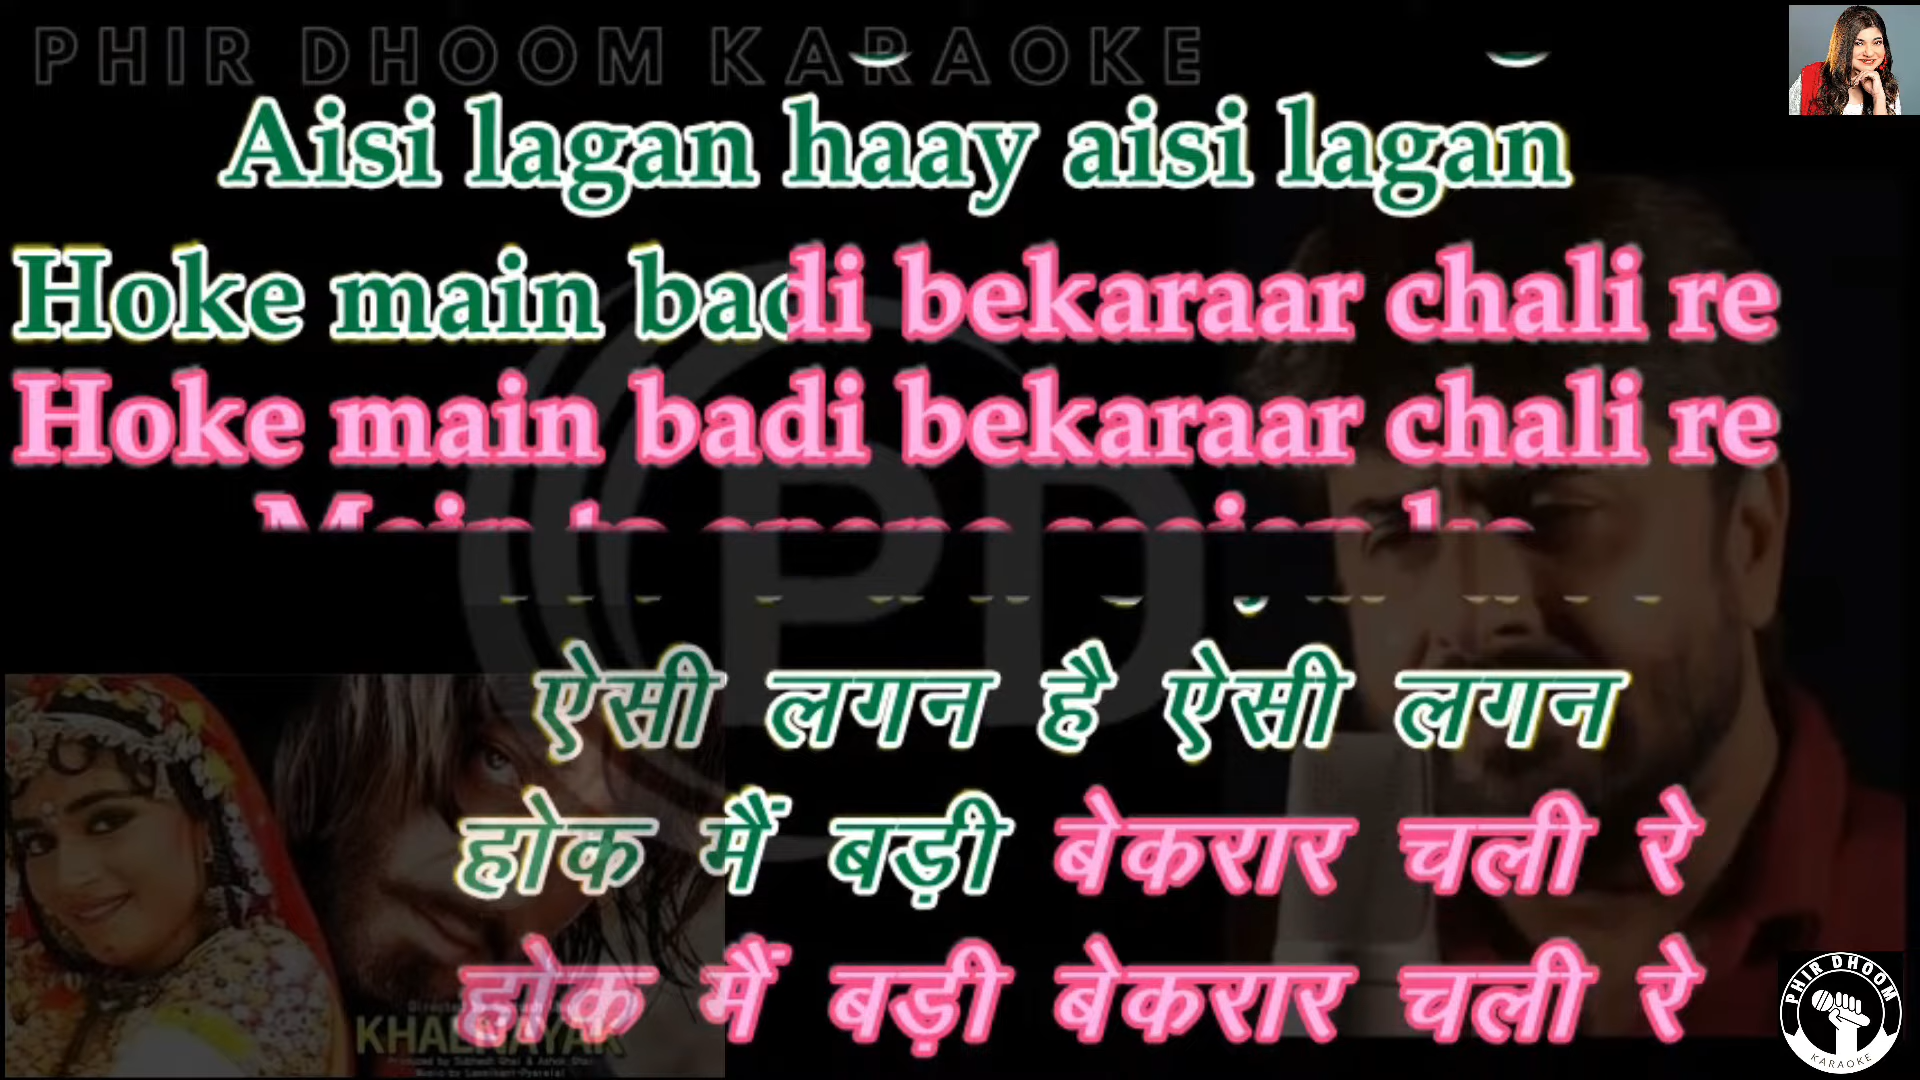 PHIR DHOOM KARAOKE
Aisi lagan haay aisi lagan
Hoke main badi bekaraar chali re
Hoke main badi bekaraar chali re
ऐसी लगन है ऐसी लगन
होक मैं बड़ी बेकरार चली रे
होक मैं बड़ी बेकरार चली रे
KHALNAYAK
PHIR DHOOM
KARAOKE
PD